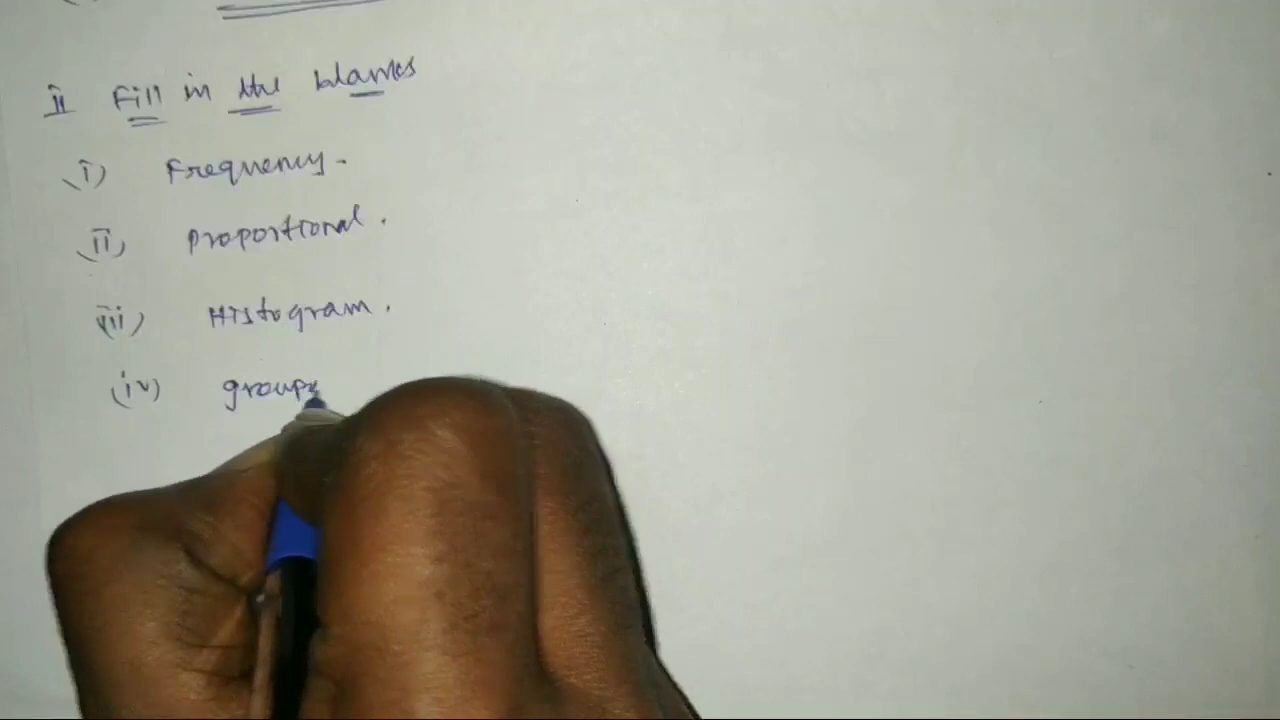 II Fill in the blanks
(i) Frequency.
(ii) proportional.
(iii) Histogram.
(iv) groups